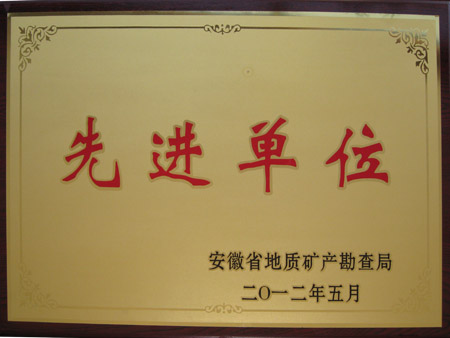 先进单位
安徽省地质矿产勘查局
二〇一二年五月